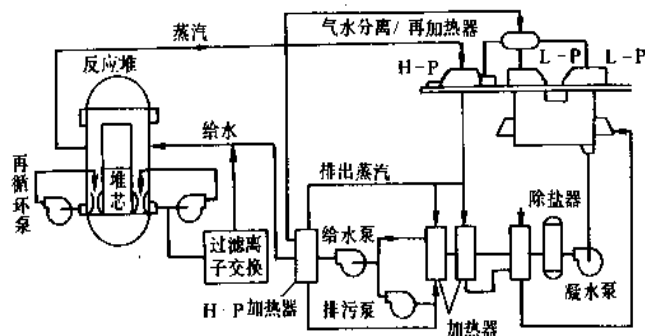 蒸汽
气水分离/再加热器
反应堆
H-P
L-P
L-P
给水
再循环泵
堆芯
排出蒸汽
除盐器
过滤离
子交换
给水泵
H·P加热器
排污泵
加热器
凝水泵